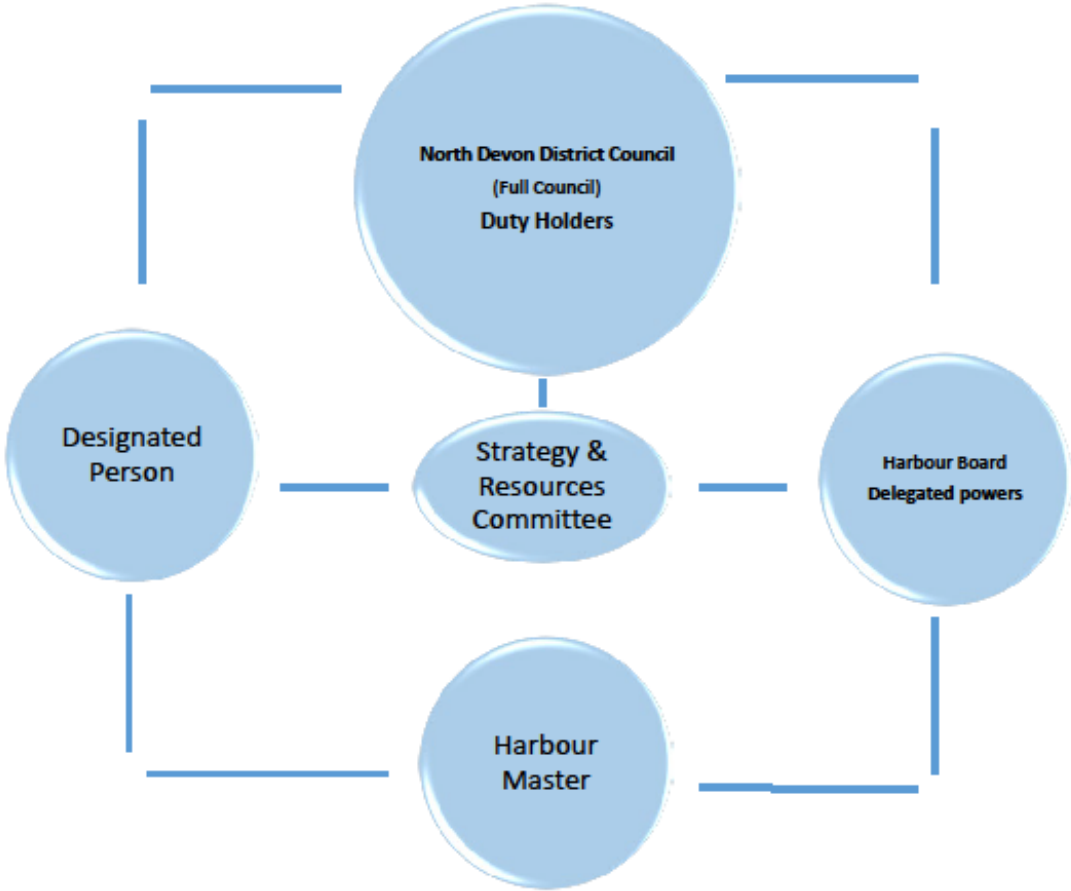 North Devon District Council
(Full Council)
Duty Holders
Designated
Person
Strategy &
Resources
Committee
Harbour Board
Delegated powers
Harbour
Master